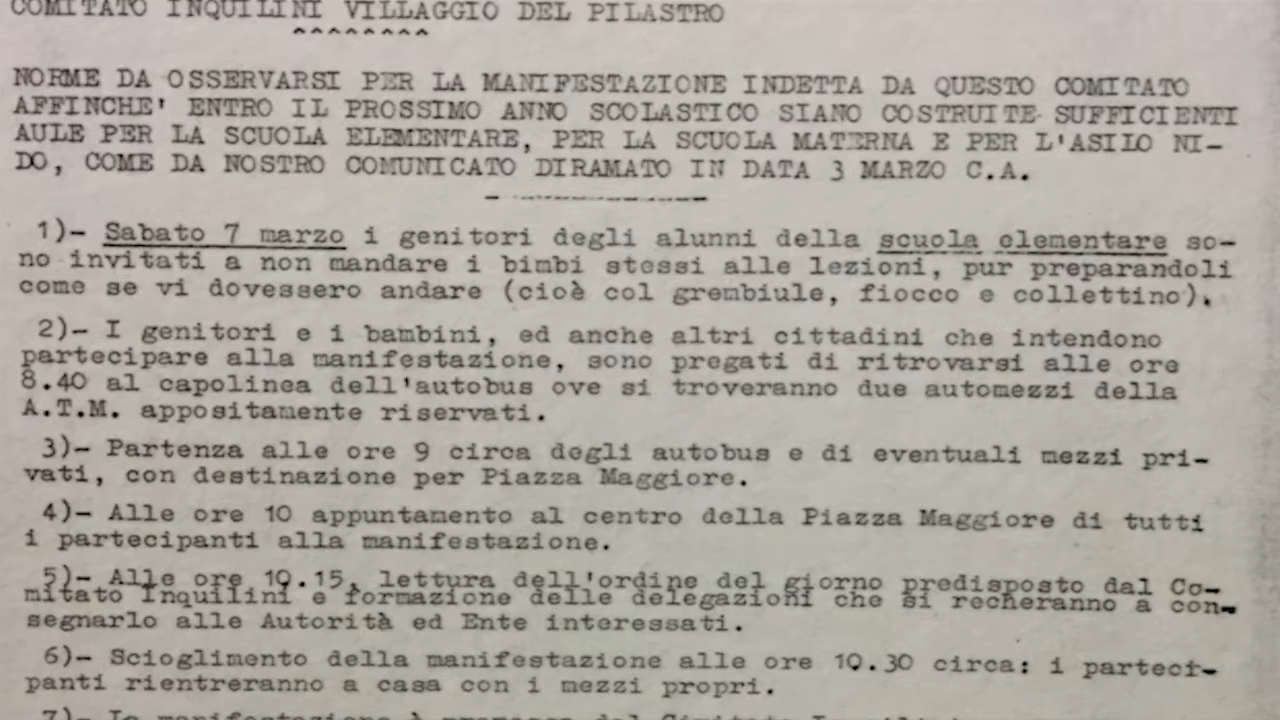 COMITATO INQUILINI VILLAGGIO DEL PILASTRO
^^^^^^^^
NORME DA OSSERVARSI PER LA MANIFESTAZIONE INDETTA DA QUESTO COMITATO
AFFINCHE' ENTRO IL PROSSIMO ANNO SCOLASTICO SIANO COSTRUITE SUFFICIENTI
AULE PER LA SCUOLA ELEMENTARE, PER LA SCUOLA MATERNA E PER L'ASILO NI-
DO, COME DA NOSTRO COMUNICATO DIRAMATO IN DATA 3 MARZO C.A.
1)- Sabato 7 marzo i genitori degli alunni della scuola elementare so-
no invitati a non mandare i bimbi stessi alle lezioni, pur preparandoli
come se vi dovessero andare (cioè col grembiule, fiocco e collettino).
2)- I genitori e i bambini, ed anche altri cittadini che intendono
partecipare alla manifestazione, sono pregati di ritrovarsi alle ore
8.40 al capolinea dell'autobus ove si troveranno due automezzi della
A.T.M. appositamente riservati.
3)- Partenza alle ore 9 circa degli autobus e di eventuali mezzi pri-
vati, con destinazione per Piazza Maggiore.
4)- Alle ore 10 appuntamento al centro della Piazza Maggiore di tutti
i partecipanti alla manifestazione.
5)- Alle ore 10.15, lettura dell'ordine del giorno predisposto dal Co-
mitato Inquilini e formazione delle delegazioni che si recheranno a con-
segnarlo alle Autorità ed Ente interessati.
6)- Scioglimento della manifestazione alle ore 10.30 circa: i parteci-
panti rientreranno a casa con i mezzi propri.
7)- La manifestazione è promossa dal Comitato Inquilini